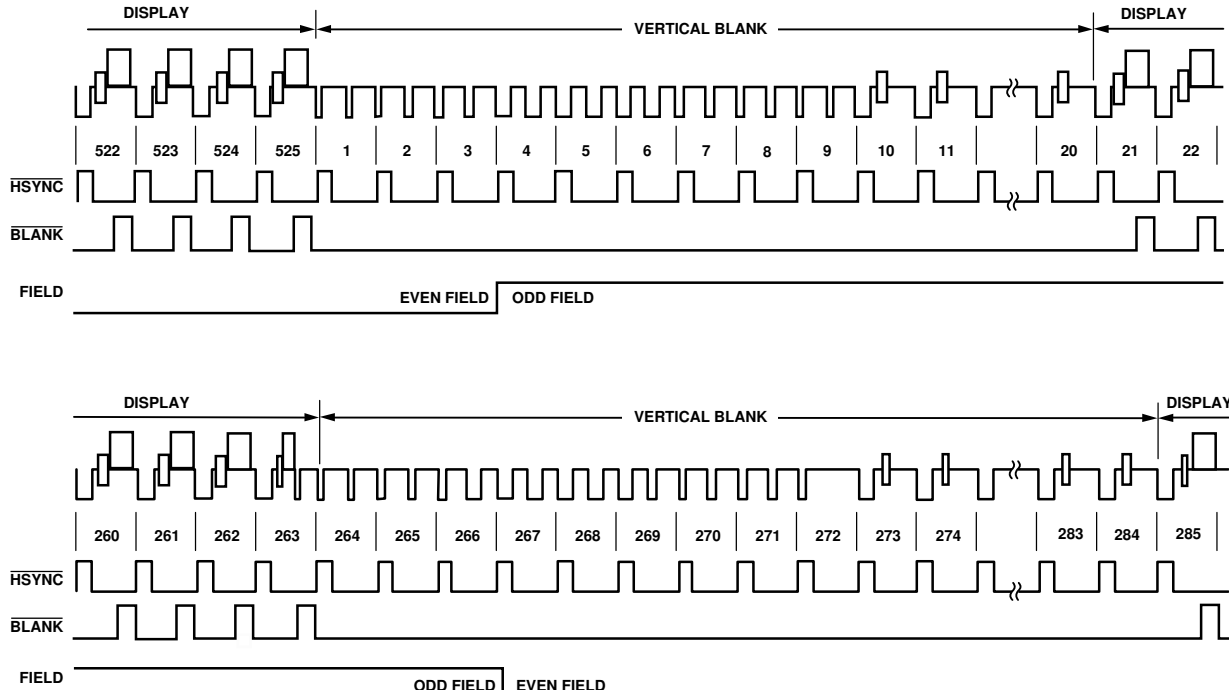 DISPLAY VERTICAL BLANK DISPLAY
522 523 524 525 1 2 3 4 5 6 7 8 9 10 11 20 21 22
HSYNC
BLANK
FIELD
EVEN FIELD ODD FIELD
DISPLAY VERTICAL BLANK DISPLAY
260 261 262 263 264 265 266 267 268 269 270 271 272 273 274 283 284 285
HSYNC
BLANK
FIELD
ODD FIELD EVEN FIELD